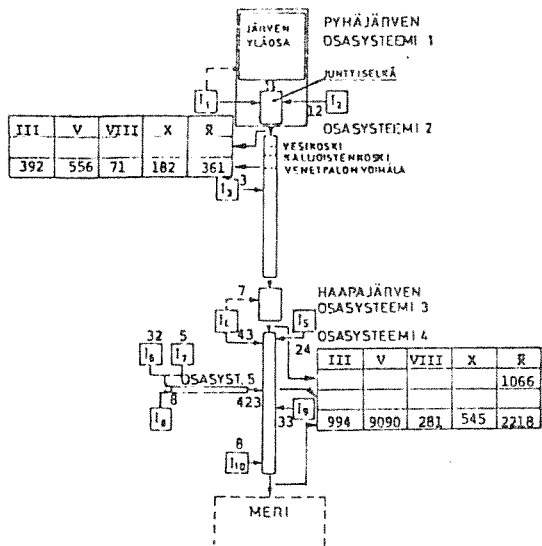 JÄRVEN
YLÄOSA
PYHÄJÄRVEN
OSASYSTEEMI 1
JUNTTISELKÄ
I1
12
I2
OSASYSTEEMI 2
III V VIII X X̄
392 556 71 182 361
VESIKOSKI
KALLIOISTENKOSKI
VENETPALON VOIMALA
I3
3
7
HAAPAJÄRVEN
OSASYSTEEMI 3
I4
43
I5
24
OSASYSTEEMI 4
32 5
I6 I7
OSASYST. 5
8
I8
423
III V VIII X X̄
1066
994 9090 281 545 2218
33
I9
8
I10
MERI